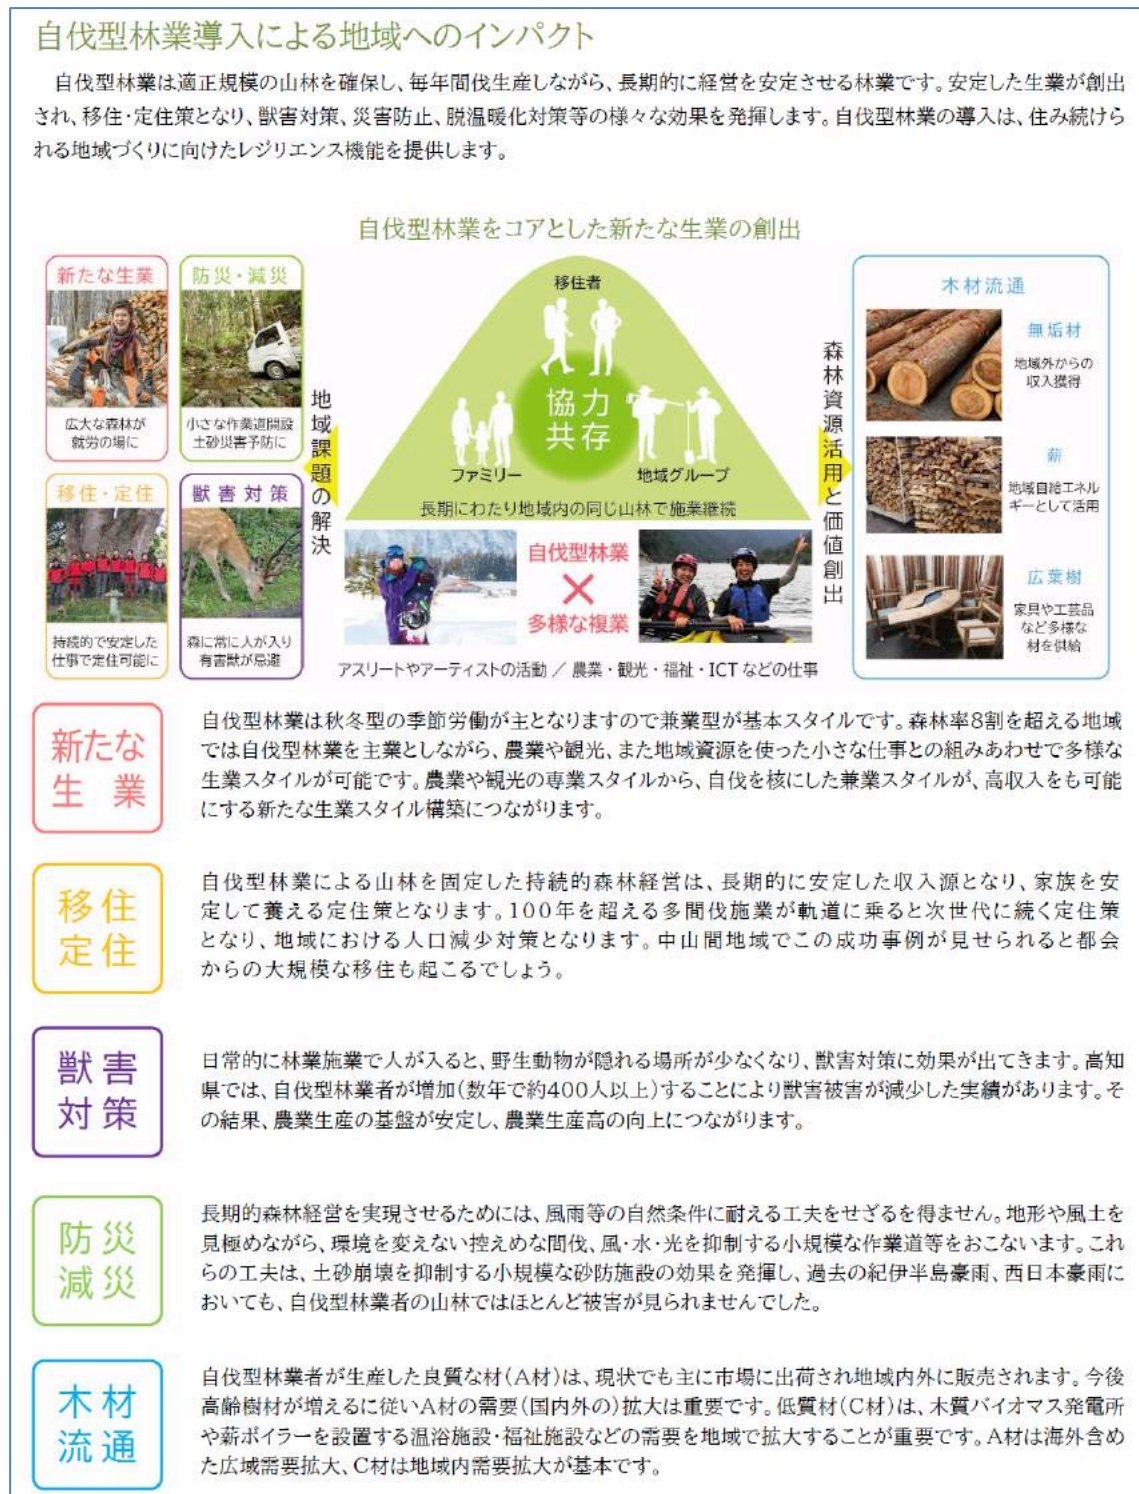 自伐型林業導入による地域へのインパクト
自伐型林業は適正規模の山林を確保し、毎年間伐生産しながら、長期的に経営を安定させる林業です。安定した生業が創出
され、移住・定住策となり、獣害対策、災害防止、脱温暖化対策等の様々な効果を発揮します。自伐型林業の導入は、住み続けら
れる地域づくりに向けたレジリエンス機能を提供します。
自伐型林業をコアとした新たな生業の創出
新たな生業
広大な森林が
就労の場に
防災・減災
小さな作業道開設
土砂災害予防に
移住・定住
持続的で安定した
仕事で定住可能に
獣害対策
森に常に人が入り
有害獣が忌避
地域課題の解決
移住者
協力
共存
ファミリー
地域グループ
長期にわたり地域内の同じ山林で施業継続
自伐型林業
×
多様な複業
アスリートやアーティストの活動 / 農業・観光・福祉・ICT などの仕事
森林資源活用と価値創出
木材流通
無垢材
地域外からの
収入獲得
薪
地域自給エネル
ギーとして活用
広葉樹
家具や工芸品
など多様な
材を供給
新たな
生業
自伐型林業は秋冬型の季節労働が主となりますので兼業型が基本スタイルです。森林率8割を超える地域
では自伐型林業を主業としながら、農業や観光、また地域資源を使った小さな仕事との組みあわせで多様な
生業スタイルが可能です。農業や観光の専業スタイルから、自伐を核にした兼業スタイルが、高収入をも可能
にする新たな生業スタイル構築につながります。
移住
定住
自伐型林業による山林を固定した持続的森林経営は、長期的に安定した収入源となり、家族を安
定して養える定住策となります。100年を超える多間伐施業が軌道に乗ると次世代に続く定住策
となり、地域における人口減少対策となります。中山間地域でこの成功事例が見せられると都会
からの大規模な移住も起こるでしょう。
獣害
対策
日常的に林業施業で人が入ると、野生動物が隠れる場所が少なくなり、獣害対策に効果が出てきます。高知
県では、自伐型林業者が増加(数年で約400人以上)することにより獣害被害が減少した実績があります。そ
の結果、農業生産の基盤が安定し、農業生産高の向上につながります。
防災
減災
長期的森林経営を実現させるためには、風雨等の自然条件に耐える工夫をせざるを得ません。地形や風土を
見極めながら、環境を変えない控えめな間伐、風・水・光を抑制する小規模な作業道等をおこないます。これ
らの工夫は、土砂崩壊を抑制する小規模な砂防施設の効果を発揮し、過去の紀伊半島豪雨、西日本豪雨に
おいても、自伐型林業者の山林ではほとんど被害が見られませんでした。
木材
流通
自伐型林業者が生産した良質な材(A材)は、現状でも主に市場に出荷され地域内外に販売されます。今後
高齢樹材が増えるに従いA材の需要(国内外の)拡大は重要です。低質材(C材)は、木質バイオマス発電所
や薪ボイラーを設置する温浴施設・福祉施設などの需要を地域で拡大することが重要です。A材は海外含め
た広域需要拡大、C材は地域内需要拡大が基本です。